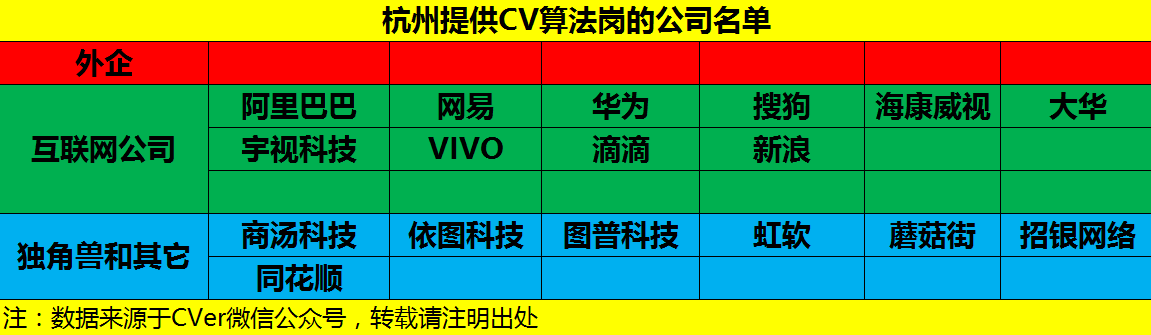 杭州提供CV算法岗的公司名单
外企
互联网公司 阿里巴巴 网易 华为 搜狗 海康威视 大华
宇视科技 VIVO 滴滴 新浪
独角兽和其它 商汤科技 依图科技 图普科技 虹软 蘑菇街 招银网络
同花顺
注：数据来源于CVer微信公众号，转载请注明出处